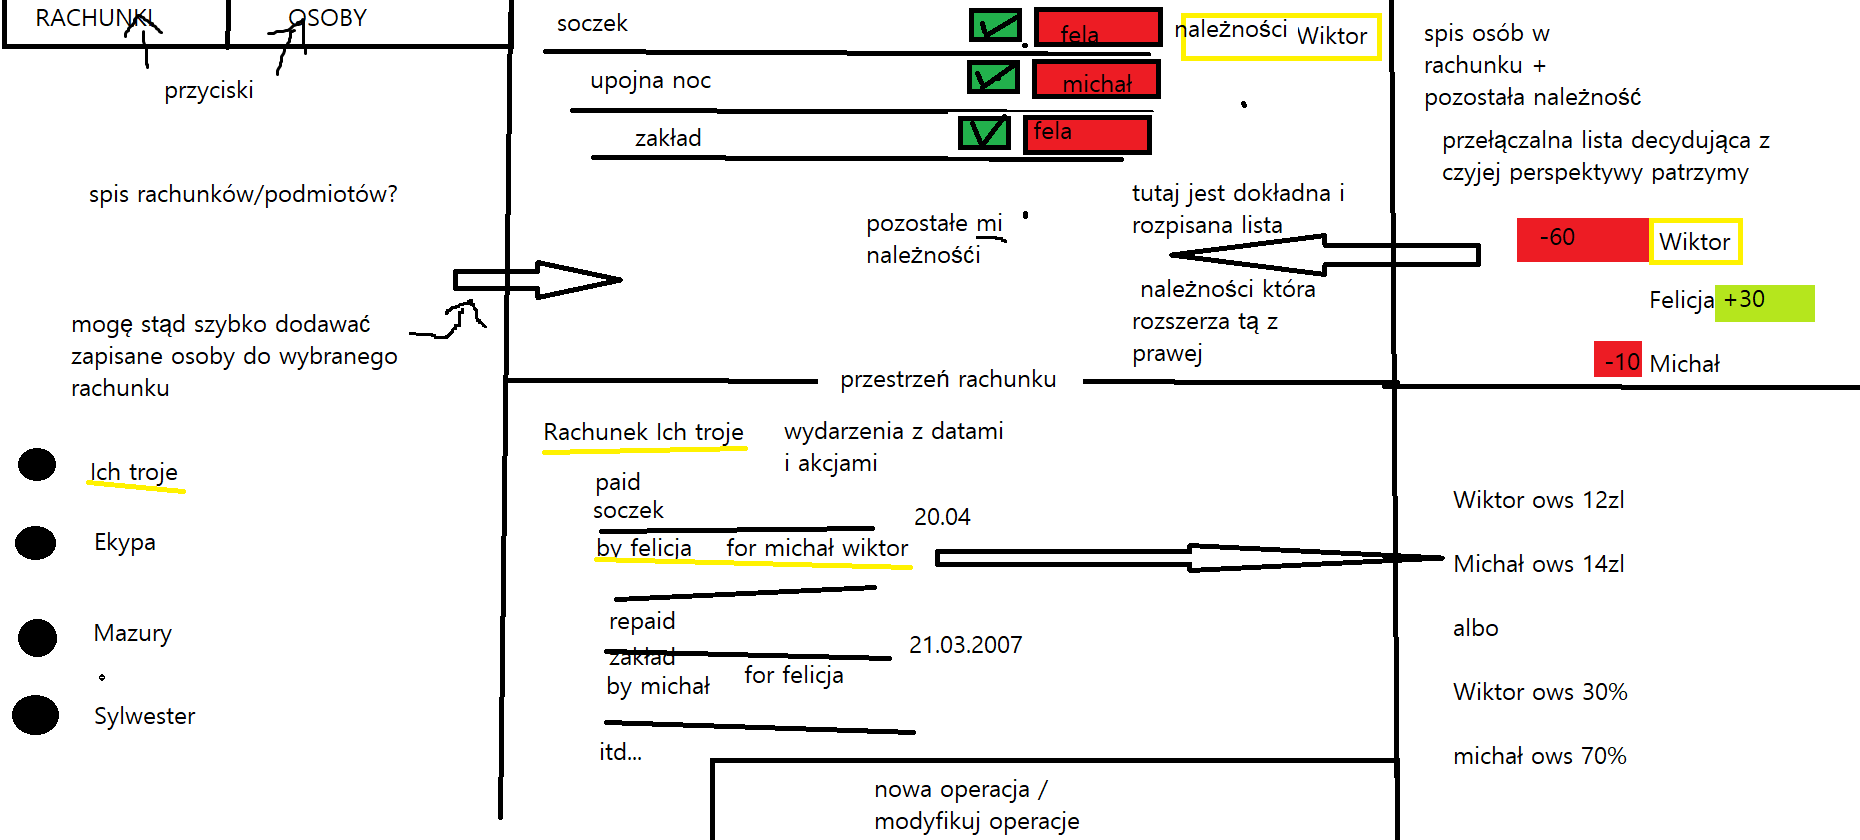 RACHUNKI
OSOBY
przyciski
spis rachunków/podmiotów?
mogę stąd szybko dodawać
zapisane osoby do wybranego
rachunku
Ich troje
Ekypa
Mazury
Sylwester
soczek
fela
należności Wiktor
upojna noc
michał
zakład
fela
pozostałe mi
należnośći
tutaj jest dokładna i
rozpisana lista
należności która
rozszerza tą z
prawej
spis osób w
rachunku +
pozostała należność
przełączalna lista decydująca z
czyjej perspektywy patrzymy
-60 Wiktor
Felicja +30
-10 Michał
przestrzeń rachunku
Rachunek Ich troje
wydarzenia z datami
i akcjami
paid
soczek
20.04
by felicja for michał wiktor
repaid
zakład
21.03.2007
by michał for felicja
itd...
nowa operacja /
modyfikuj operacje
Wiktor ows 12zl
Michał ows 14zl
albo
Wiktor ows 30%
michał ows 70%